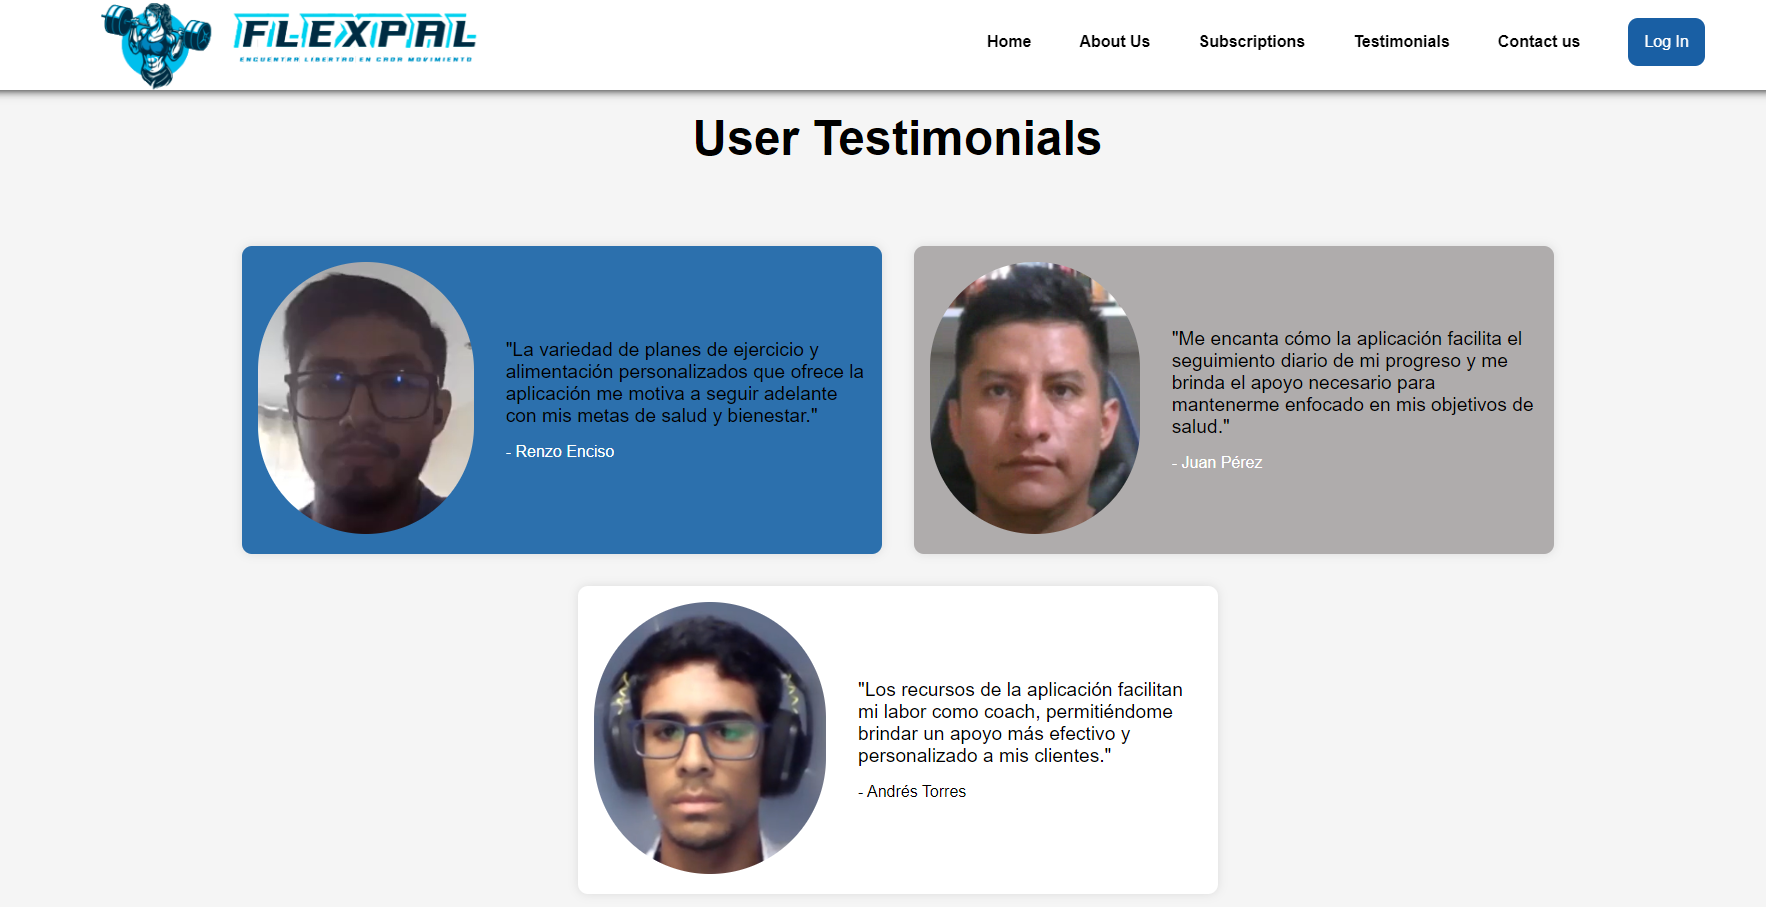 FLEXPAL
ENCUENTRA LIBERTAD EN CADA MOVIMIENTO
Home
About Us
Subscriptions
Testimonials
Contact us
Log In
User Testimonials
"La variedad de planes de ejercicio y
alimentación personalizados que ofrece la
aplicación me motiva a seguir adelante
con mis metas de salud y bienestar."
- Renzo Enciso
"Me encanta cómo la aplicación facilita el
seguimiento diario de mi progreso y me
brinda el apoyo necesario para
mantenerme enfocado en mis objetivos de
salud."
- Juan Pérez
"Los recursos de la aplicación facilitan
mi labor como coach, permitiéndome
brindar un apoyo más efectivo y
personalizado a mis clientes."
- Andrés Torres